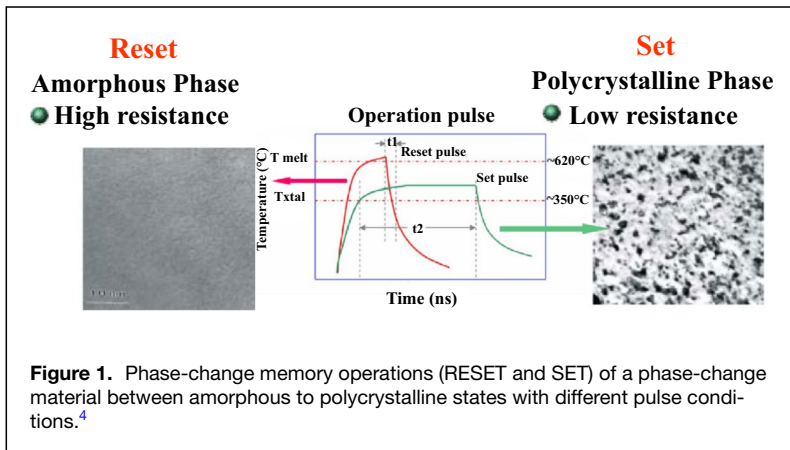 Reset
Amorphous Phase
High resistance
Set
Polycrystalline Phase
Low resistance
Operation pulse
t1
Reset pulse
T melt
~620°C
Set pulse
Txtal
~350°C
t2
Temperature (°C)
Time (ns)
Figure 1. Phase-change memory operations (RESET and SET) of a phase-change
material between amorphous to polycrystalline states with different pulse condi-
tions.4